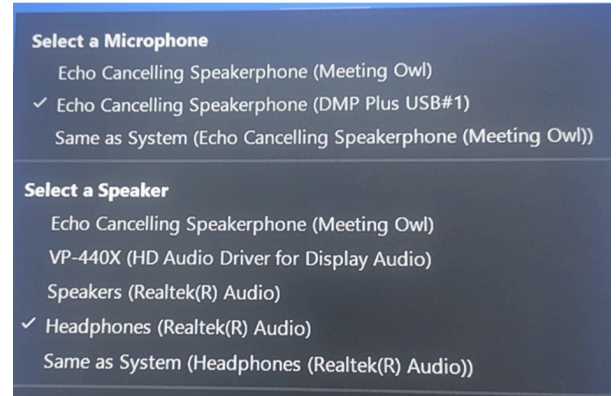 Select a Microphone
Echo Cancelling Speakerphone (Meeting Owl)
✓ Echo Cancelling Speakerphone (DMP Plus USB#1)
Same as System (Echo Cancelling Speakerphone (Meeting Owl))
Select a Speaker
Echo Cancelling Speakerphone (Meeting Owl)
VP-440X (HD Audio Driver for Display Audio)
Speakers (Realtek(R) Audio)
✓ Headphones (Realtek(R) Audio)
Same as System (Headphones (Realtek(R) Audio))